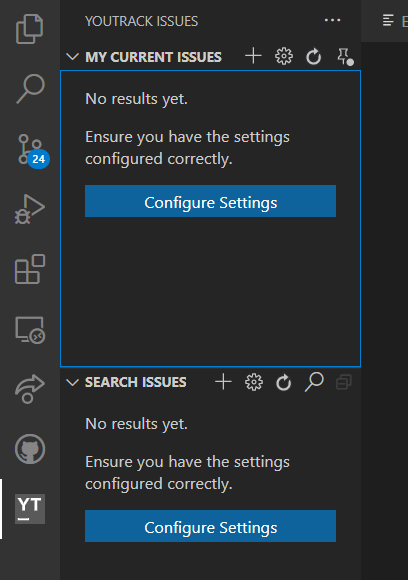 YOUTRACK ISSUES
MY CURRENT ISSUES
No results yet.
Ensure you have the settings
configured correctly.
Configure Settings
24
SEARCH ISSUES
No results yet.
Ensure you have the settings
configured correctly.
Configure Settings
YT